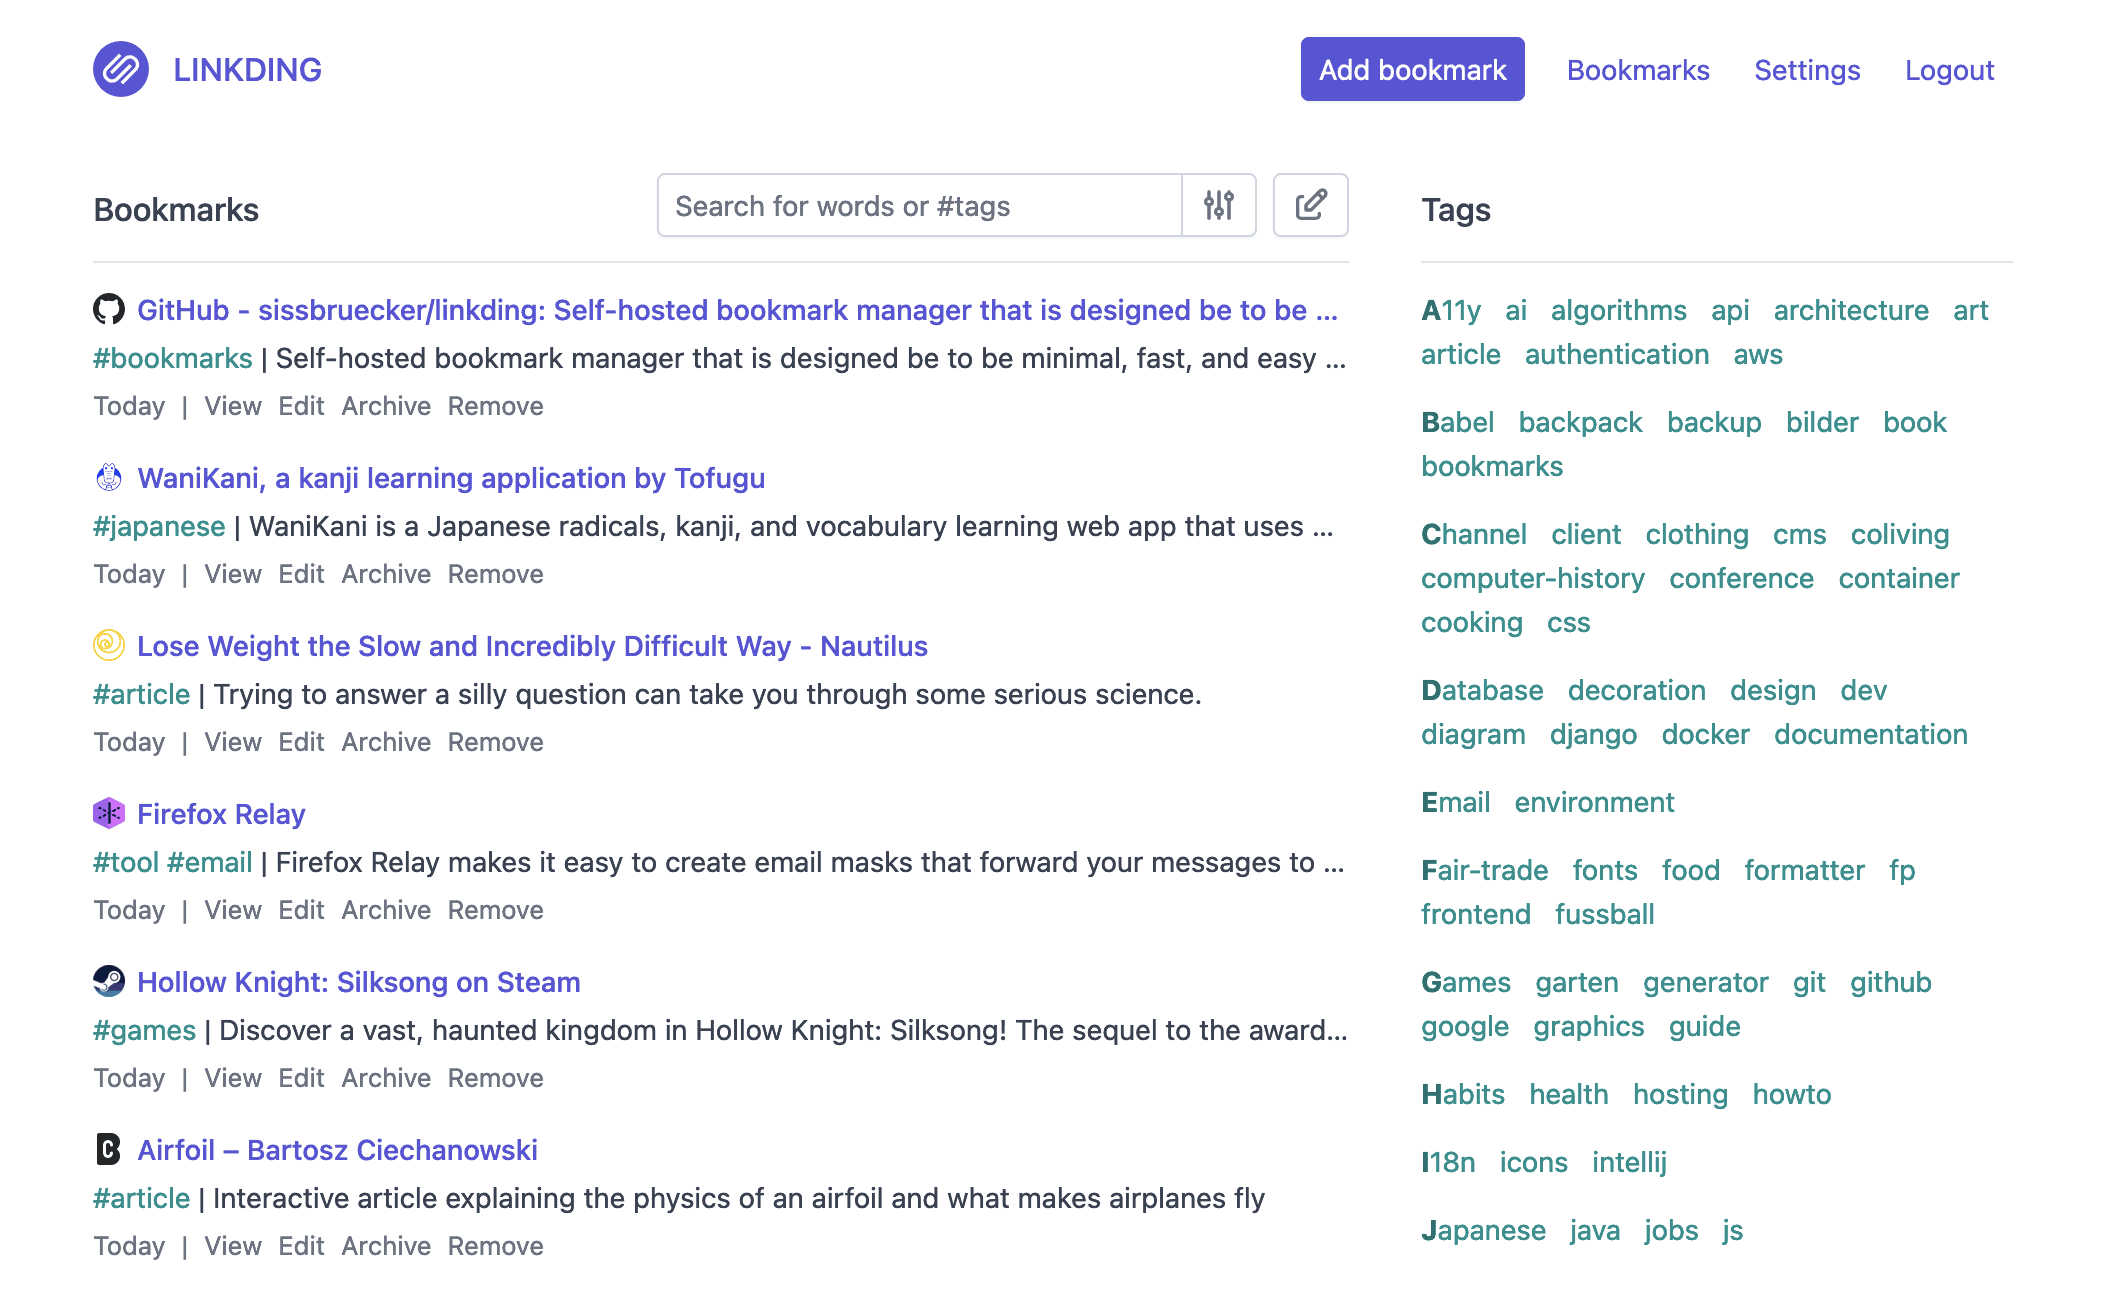 LINKDING
Add bookmark Bookmarks Settings Logout
Bookmarks
Search for words or #tags
GitHub - sissbruecker/linkding: Self-hosted bookmark manager that is designed be to be ...
#bookmarks | Self-hosted bookmark manager that is designed be to be minimal, fast, and easy ...
Today | View Edit Archive Remove
WaniKani, a kanji learning application by Tofugu
#japanese | WaniKani is a Japanese radicals, kanji, and vocabulary learning web app that uses ...
Today | View Edit Archive Remove
Lose Weight the Slow and Incredibly Difficult Way - Nautilus
#article | Trying to answer a silly question can take you through some serious science.
Today | View Edit Archive Remove
Firefox Relay
#tool #email | Firefox Relay makes it easy to create email masks that forward your messages to ...
Today | View Edit Archive Remove
Hollow Knight: Silksong on Steam
#games | Discover a vast, haunted kingdom in Hollow Knight: Silksong! The sequel to the award...
Today | View Edit Archive Remove
Airfoil – Bartosz Ciechanowski
#article | Interactive article explaining the physics of an airfoil and what makes airplanes fly
Today | View Edit Archive Remove
Tags
A11y ai algorithms api architecture art
article authentication aws
Babel backpack backup bilder book
bookmarks
Channel client clothing cms coliving
computer-history conference container
cooking css
Database decoration design dev
diagram django docker documentation
Email environment
Fair-trade fonts food formatter fp
frontend fussball
Games garten generator git github
google graphics guide
Habits health hosting howto
I18n icons intellij
Japanese java jobs js